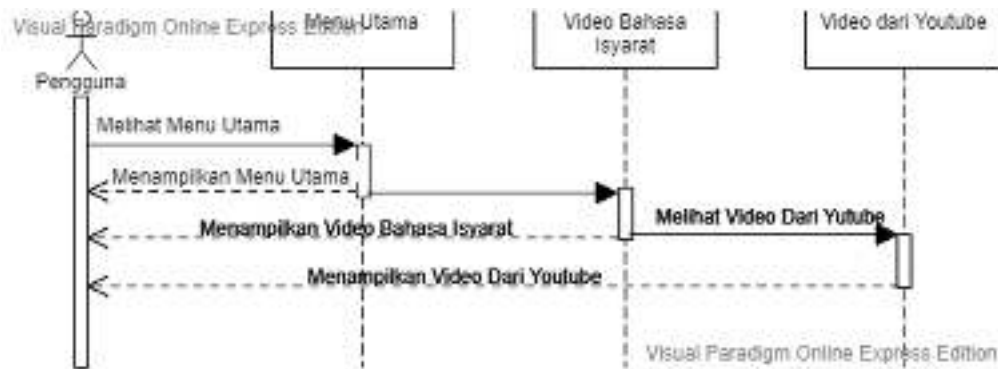 Visual Paradigm Online Express Edition
Menu Utama
Video Bahasa
Isyarat
Video dari Youtube
Pengguna
Melihat Menu Utama
Menampilkan Menu Utama
Melihat Video Dari Yutube
Menampilkan Video Bahasa Isyarat
Menampilkan Video Dari Youtube
Visual Paradigm Online Express Edition